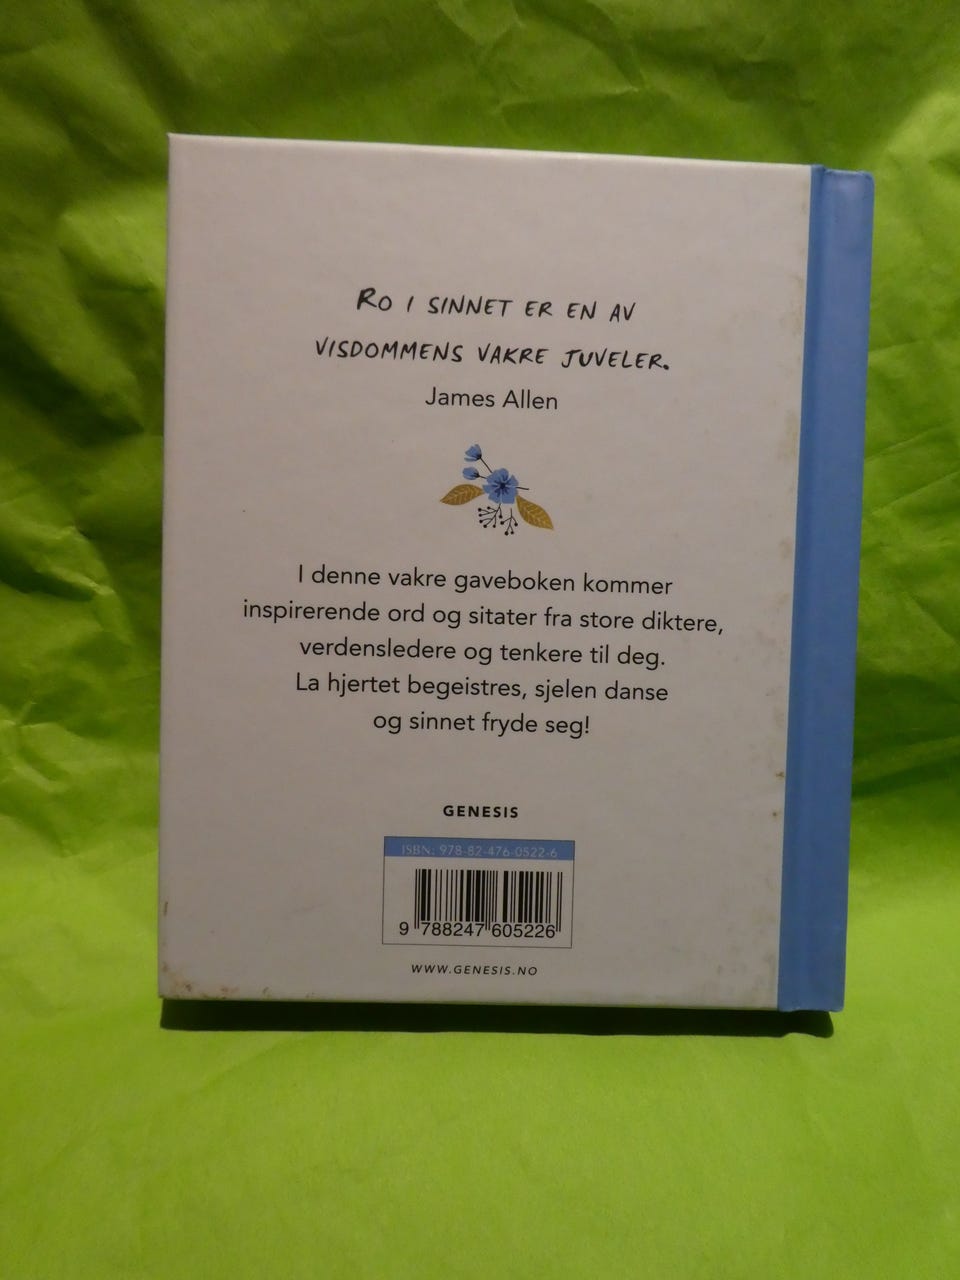 RO I SINNET ER EN AV
VISDOMMENS VAKRE JUVELER.
James Allen
I denne vakre gaveboken kommer
inspirerende ord og sitater fra store diktere,
verdensledere og tenkere til deg.
La hjertet begeistres, sjelen danse
og sinnet fryde seg!
GENESIS
ISBN: 978-82-476-0522-6
9 788247 605226
WWW.GENESIS.NO